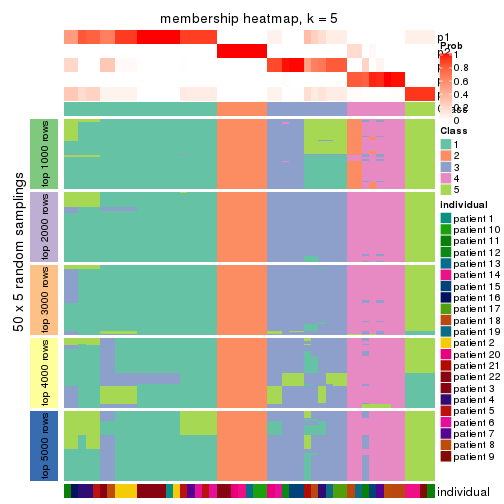 membership heatmap, k = 5
p1
Prob
1
0.8
0.6
0.4
0.2
0
Class
1
2
3
4
5
individual
patient 1
patient 10
patient 11
patient 12
patient 13
patient 14
patient 15
patient 16
patient 17
patient 18
patient 19
patient 2
patient 20
patient 21
patient 22
patient 3
patient 4
patient 5
patient 6
patient 7
patient 8
patient 9
50 x 5 random samplings
top 1000 rows
top 2000 rows
top 3000 rows
top 4000 rows
top 5000 rows
individual